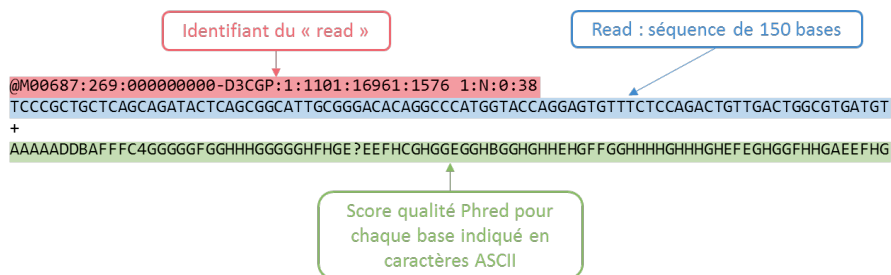 Identifiant du « read »
Read : séquence de 150 bases
@M00687:269:000000000-D3CGP:1:1101:16961:1576 1:N:0:38
TCCCGCTGCTCAGCAGATACTCAGCGGCATTGCGGGACACAGGCCCATGGTACCAGGAGTGTTTCTCCAGACTGTTGACTGGCGTGATGT
+
AAAAADDBAFFFC4GGGGGFGGHHHGGGGGHFHGE?EEFHCGHGGEGGHBGGHGHHEHGFFGGHHHHGHHHGHEFEGHGGFHHGAEEFHG
Score qualité Phred pour
chaque base indiqué en
caractères ASCII